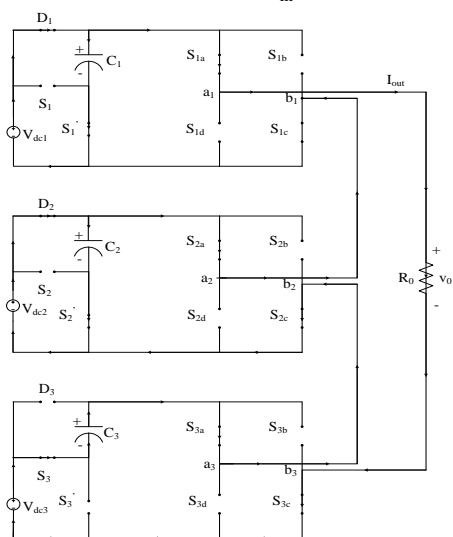 m
D₁
+
C₁
-
S₁ₐ
S₁b
Iₒᵤₜ
S₁
a₁
b₁
Vdc1
S₁'
S₁d
S₁c
D₂
+
C₂
-
S₂ₐ
S₂b
+
R₀
v₀
-
S₂
a₂
b₂
Vdc2
S₂'
S₂d
S₂c
D₃
+
C₃
-
S₃ₐ
S₃b
S₃
a₃
b₃
Vdc3
S₃'
S₃d
S₃c